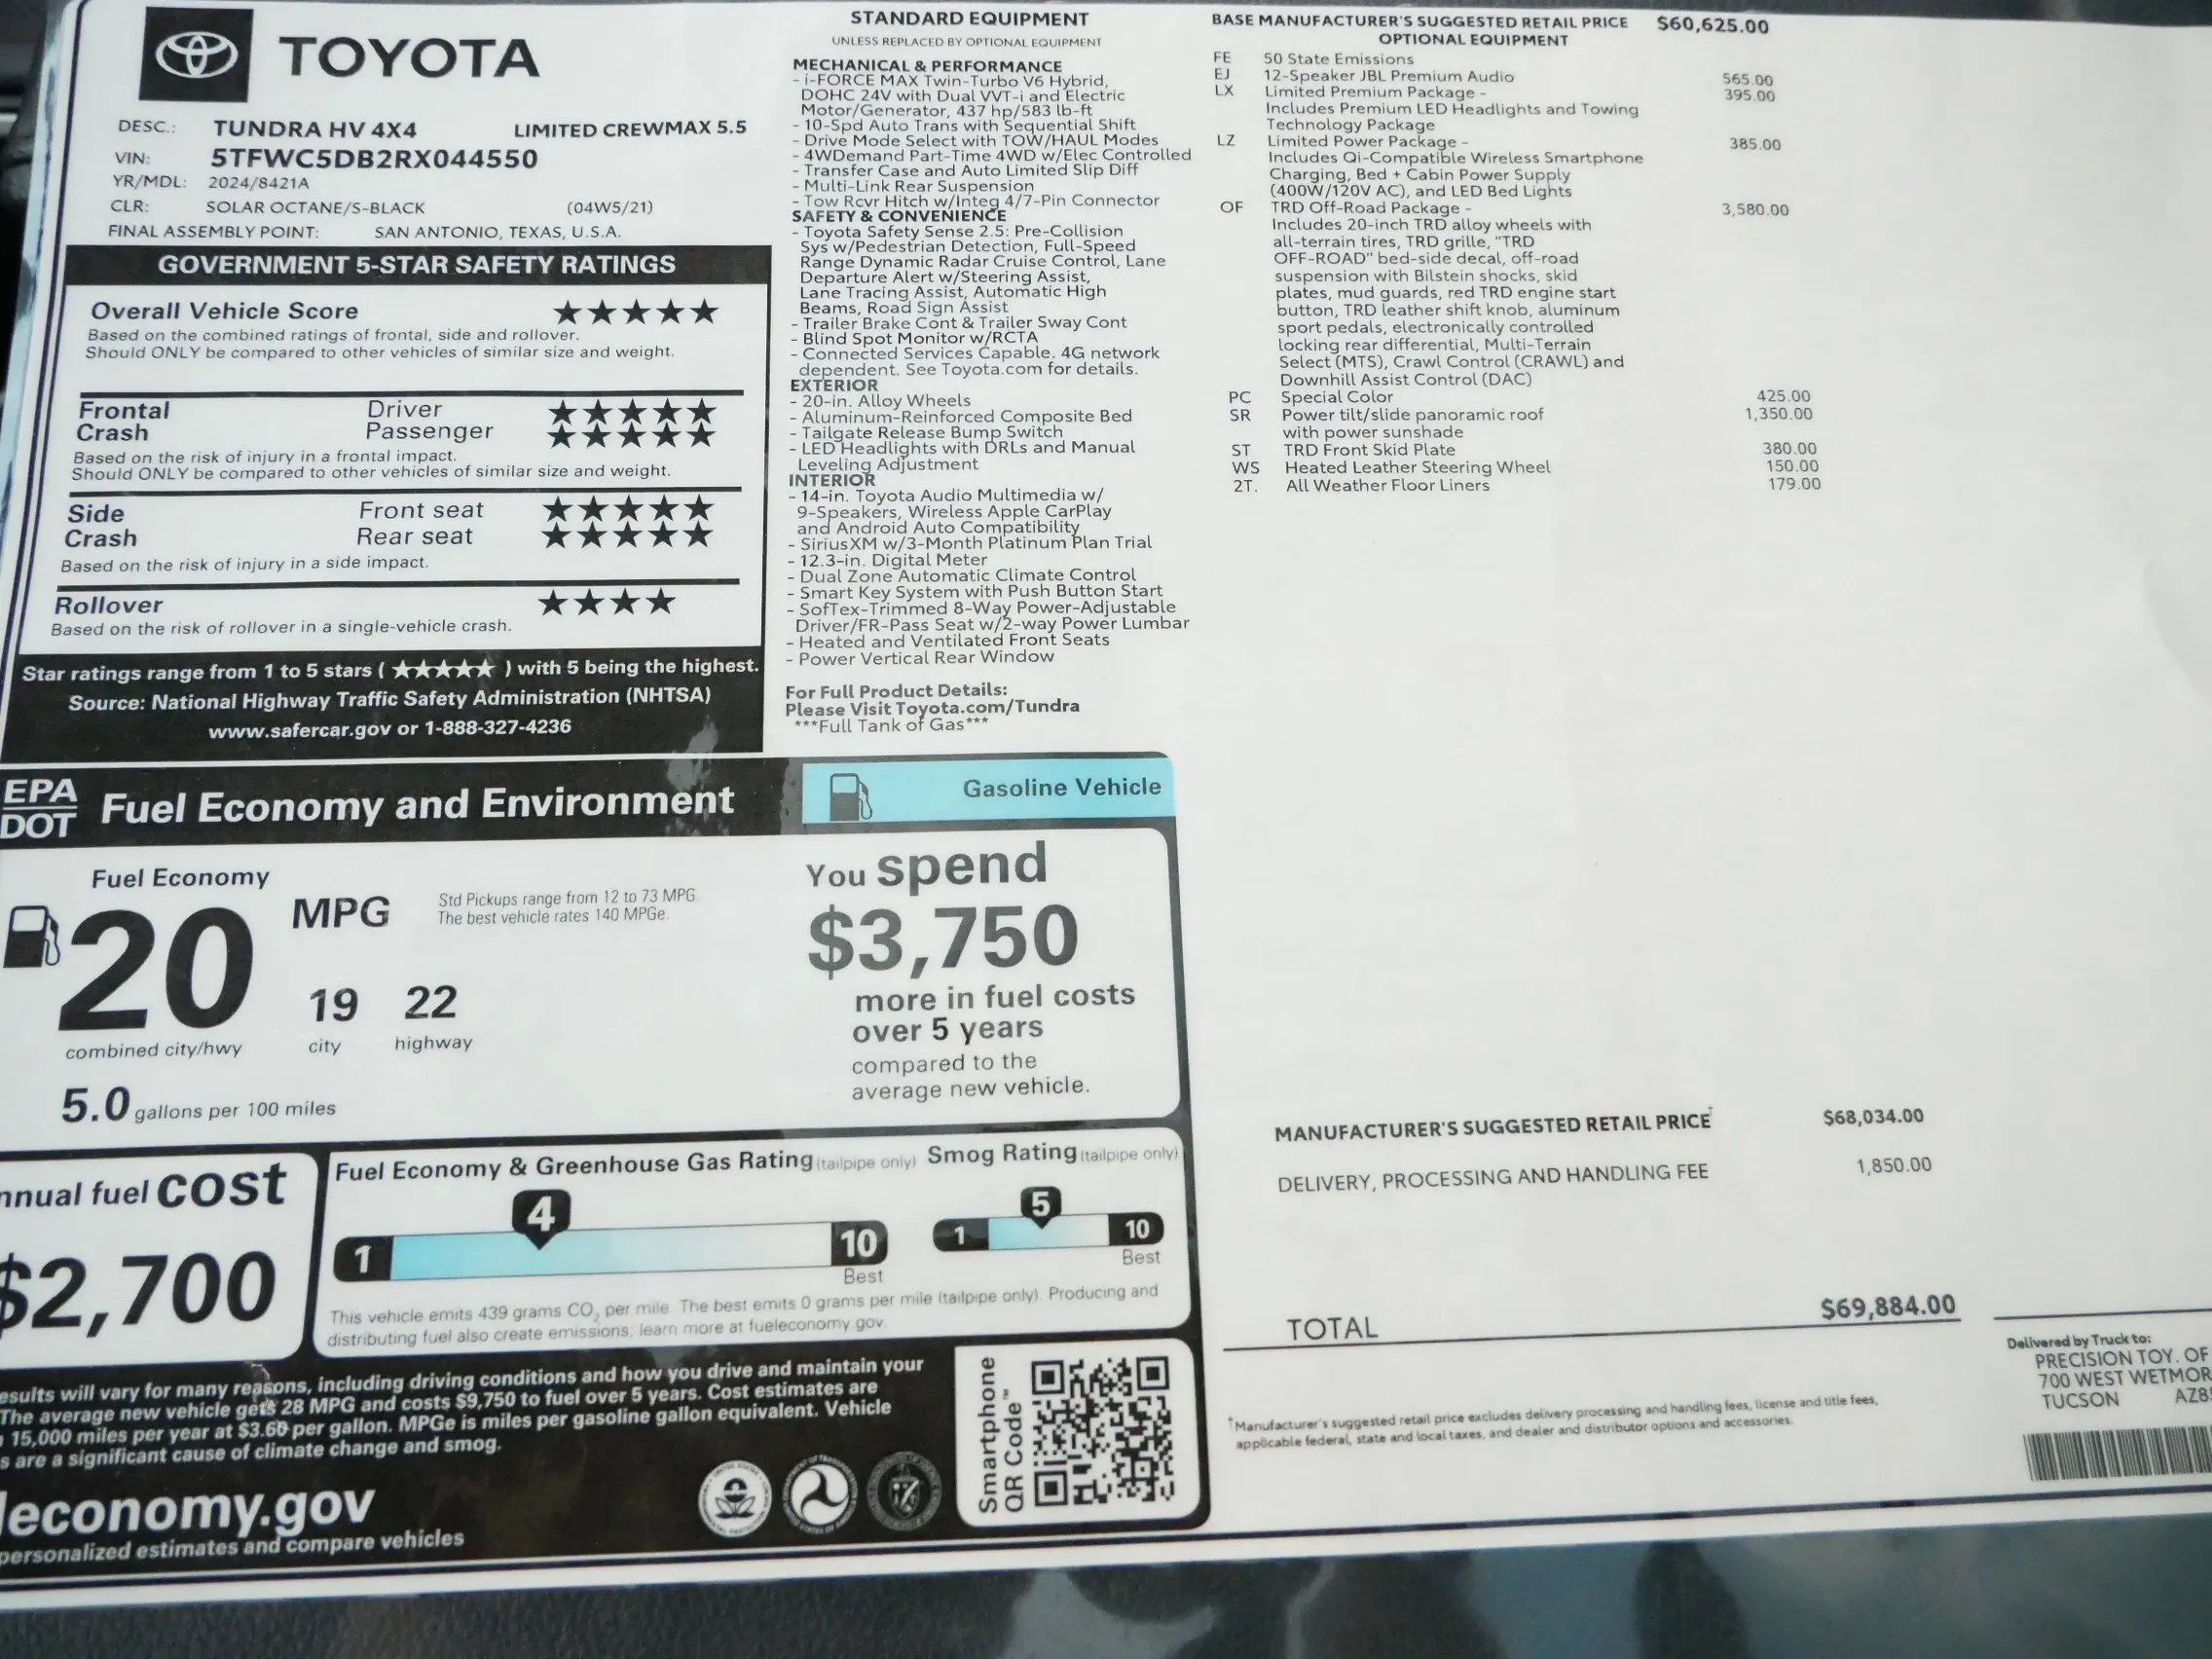 TOYOTA
DESC.: TUNDRA HV 4X4 LIMITED CREWMAX 5.5
VIN: 5TFWC5DB2RX044550
YR/MDL: 2024/8421A
CLR: SOLAR OCTANE/S-BLACK (04W5/21)
FINAL ASSEMBLY POINT: SAN ANTONIO, TEXAS, U.S.A.
GOVERNMENT 5-STAR SAFETY RATINGS
Overall Vehicle Score ★★★★★
Based on the combined ratings of frontal, side and rollover.
Should ONLY be compared to other vehicles of similar size and weight.
Frontal Driver ★★★★★
Crash Passenger ★★★★★
Based on the risk of injury in a frontal impact.
Should ONLY be compared to other vehicles of similar size and weight.
Side Front seat ★★★★★
Crash Rear seat ★★★★★
Based on the risk of injury in a side impact.
Rollover ★★★★
Based on the risk of rollover in a single-vehicle crash.
Star ratings range from 1 to 5 stars (★★★★★) with 5 being the highest.
Source: National Highway Traffic Safety Administration (NHTSA)
www.safercar.gov or 1-888-327-4236
STANDARD EQUIPMENT
UNLESS REPLACED BY OPTIONAL EQUIPMENT
MECHANICAL & PERFORMANCE
- i-FORCE MAX Twin-Turbo V6 Hybrid,
DOHC 24V with Dual VVT-i and Electric
Motor/Generator, 437 hp/583 lb-ft
- 10-Spd Auto Trans with Sequential Shift
- Drive Mode Select with TOW/HAUL Modes
- 4WDemand Part-Time 4WD w/Elec Controlled
- Transfer Case and Auto Limited Slip Diff
- Multi-Link Rear Suspension
- Tow Rcvr Hitch w/Integ 4/7-Pin Connector
SAFETY & CONVENIENCE
- Toyota Safety Sense 2.5: Pre-Collision
Sys w/Pedestrian Detection, Full-Speed
Range Dynamic Radar Cruise Control, Lane
Departure Alert w/Steering Assist,
Lane Tracing Assist, Automatic High
Beams, Road Sign Assist
- Trailer Brake Cont & Trailer Sway Cont
- Blind Spot Monitor w/RCTA
- Connected Services Capable. 4G network
dependent. See Toyota.com for details.
EXTERIOR
- 20-in. Alloy Wheels
- Aluminum-Reinforced Composite Bed
- Tailgate Release Bump Switch
- LED Headlights with DRLs and Manual
Leveling Adjustment
INTERIOR
- 14-in. Toyota Audio Multimedia w/
9-Speakers, Wireless Apple CarPlay
and Android Auto Compatibility
- SiriusXM w/3-Month Platinum Plan Trial
- 12.3-in. Digital Meter
- Dual Zone Automatic Climate Control
- Smart Key System with Push Button Start
- SofTex-Trimmed 8-Way Power-Adjustable
Driver/FR-Pass Seat w/2-way Power Lumbar
- Heated and Ventilated Front Seats
- Power Vertical Rear Window
For Full Product Details:
Please Visit Toyota.com/Tundra
***Full Tank of Gas***
BASE MANUFACTURER'S SUGGESTED RETAIL PRICE $60,625.00
OPTIONAL EQUIPMENT
FE 50 State Emissions
EJ 12-Speaker JBL Premium Audio 565.00
LX Limited Premium Package - 395.00
Includes Premium LED Headlights and Towing
Technology Package
LZ Limited Power Package - 385.00
Includes Qi-Compatible Wireless Smartphone
Charging, Bed + Cabin Power Supply
(400W/120V AC), and LED Bed Lights
OF TRD Off-Road Package - 3,580.00
Includes 20-inch TRD alloy wheels with
all-terrain tires, TRD grille, "TRD
OFF-ROAD" bed-side decal, off-road
suspension with Bilstein shocks, skid
plates, mud guards, red TRD engine start
button, TRD leather shift knob, aluminum
sport pedals, electronically controlled
locking rear differential, Multi-Terrain
Select (MTS), Crawl Control (CRAWL) and
Downhill Assist Control (DAC)
PC Special Color 425.00
SR Power tilt/slide panoramic roof 1,350.00
with power sunshade
ST TRD Front Skid Plate 380.00
WS Heated Leather Steering Wheel 150.00
2T. All Weather Floor Liners 179.00
MANUFACTURER'S SUGGESTED RETAIL PRICE† $68,034.00
DELIVERY, PROCESSING AND HANDLING FEE 1,850.00
TOTAL $69,884.00
†Manufacturer's suggested retail price excludes delivery processing and handling fees, license and title fees,
applicable federal, state and local taxes, and dealer and distributor options and accessories.
Delivered by Truck to:
PRECISION TOY. OF
700 WEST WETMOR
TUCSON AZ8
EPA
DOT
Fuel Economy and Environment
Gasoline Vehicle
Fuel Economy
20 MPG
Std Pickups range from 12 to 73 MPG.
The best vehicle rates 140 MPGe.
19 22
combined city/hwy city highway
5.0 gallons per 100 miles
You spend
$3,750
more in fuel costs
over 5 years
compared to the
average new vehicle.
nnual fuel cost
$2,700
Fuel Economy & Greenhouse Gas Rating (tailpipe only)
4
1 10
Best
Smog Rating (tailpipe only)
5
1 10
Best
This vehicle emits 439 grams CO2 per mile. The best emits 0 grams per mile (tailpipe only). Producing and
distributing fuel also create emissions; learn more at fueleconomy.gov.
esults will vary for many reasons, including driving conditions and how you drive and maintain your
The average new vehicle gets 28 MPG and costs $9,750 to fuel over 5 years. Cost estimates are
15,000 miles per year at $3.60 per gallon. MPGe is miles per gasoline gallon equivalent. Vehicle
s are a significant cause of climate change and smog.
leconomy.gov
personalized estimates and compare vehicles
Smartphone
QR Code™